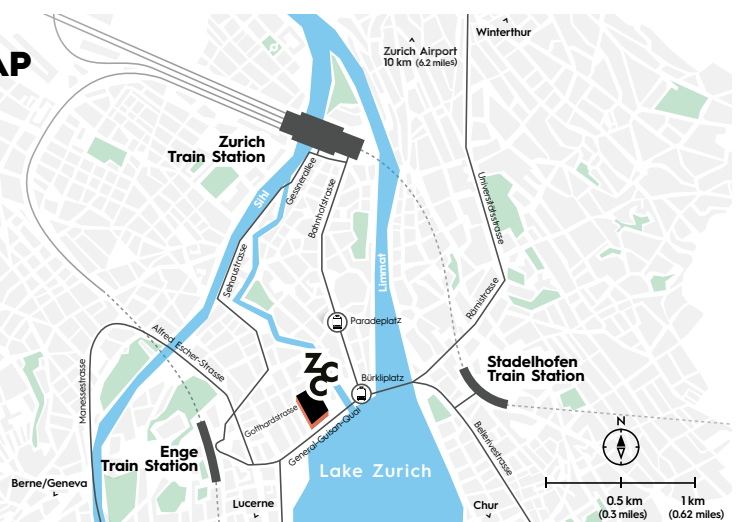 AP
Winterthur
Zurich Airport
10 km (6.2 miles)
Zurich
Train Station
Sihl
Gessnerallee
Bahnhofstrasse
Universitätsstrasse
Selnaustrasse
Limmat
Rämistrasse
Paradeplatz
Alfred Escher-Strasse
Manessestrasse
ZCC
Bürkliplatz
Stadelhofen
Train Station
Gotthardstrasse
General-Guisan-Quai
Bellerivestrasse
N
Enge
Train Station
Lake Zurich
Berne/Geneva
Lucerne
Chur
0.5 km
(0.3 miles)
1 km
(0.62 miles)